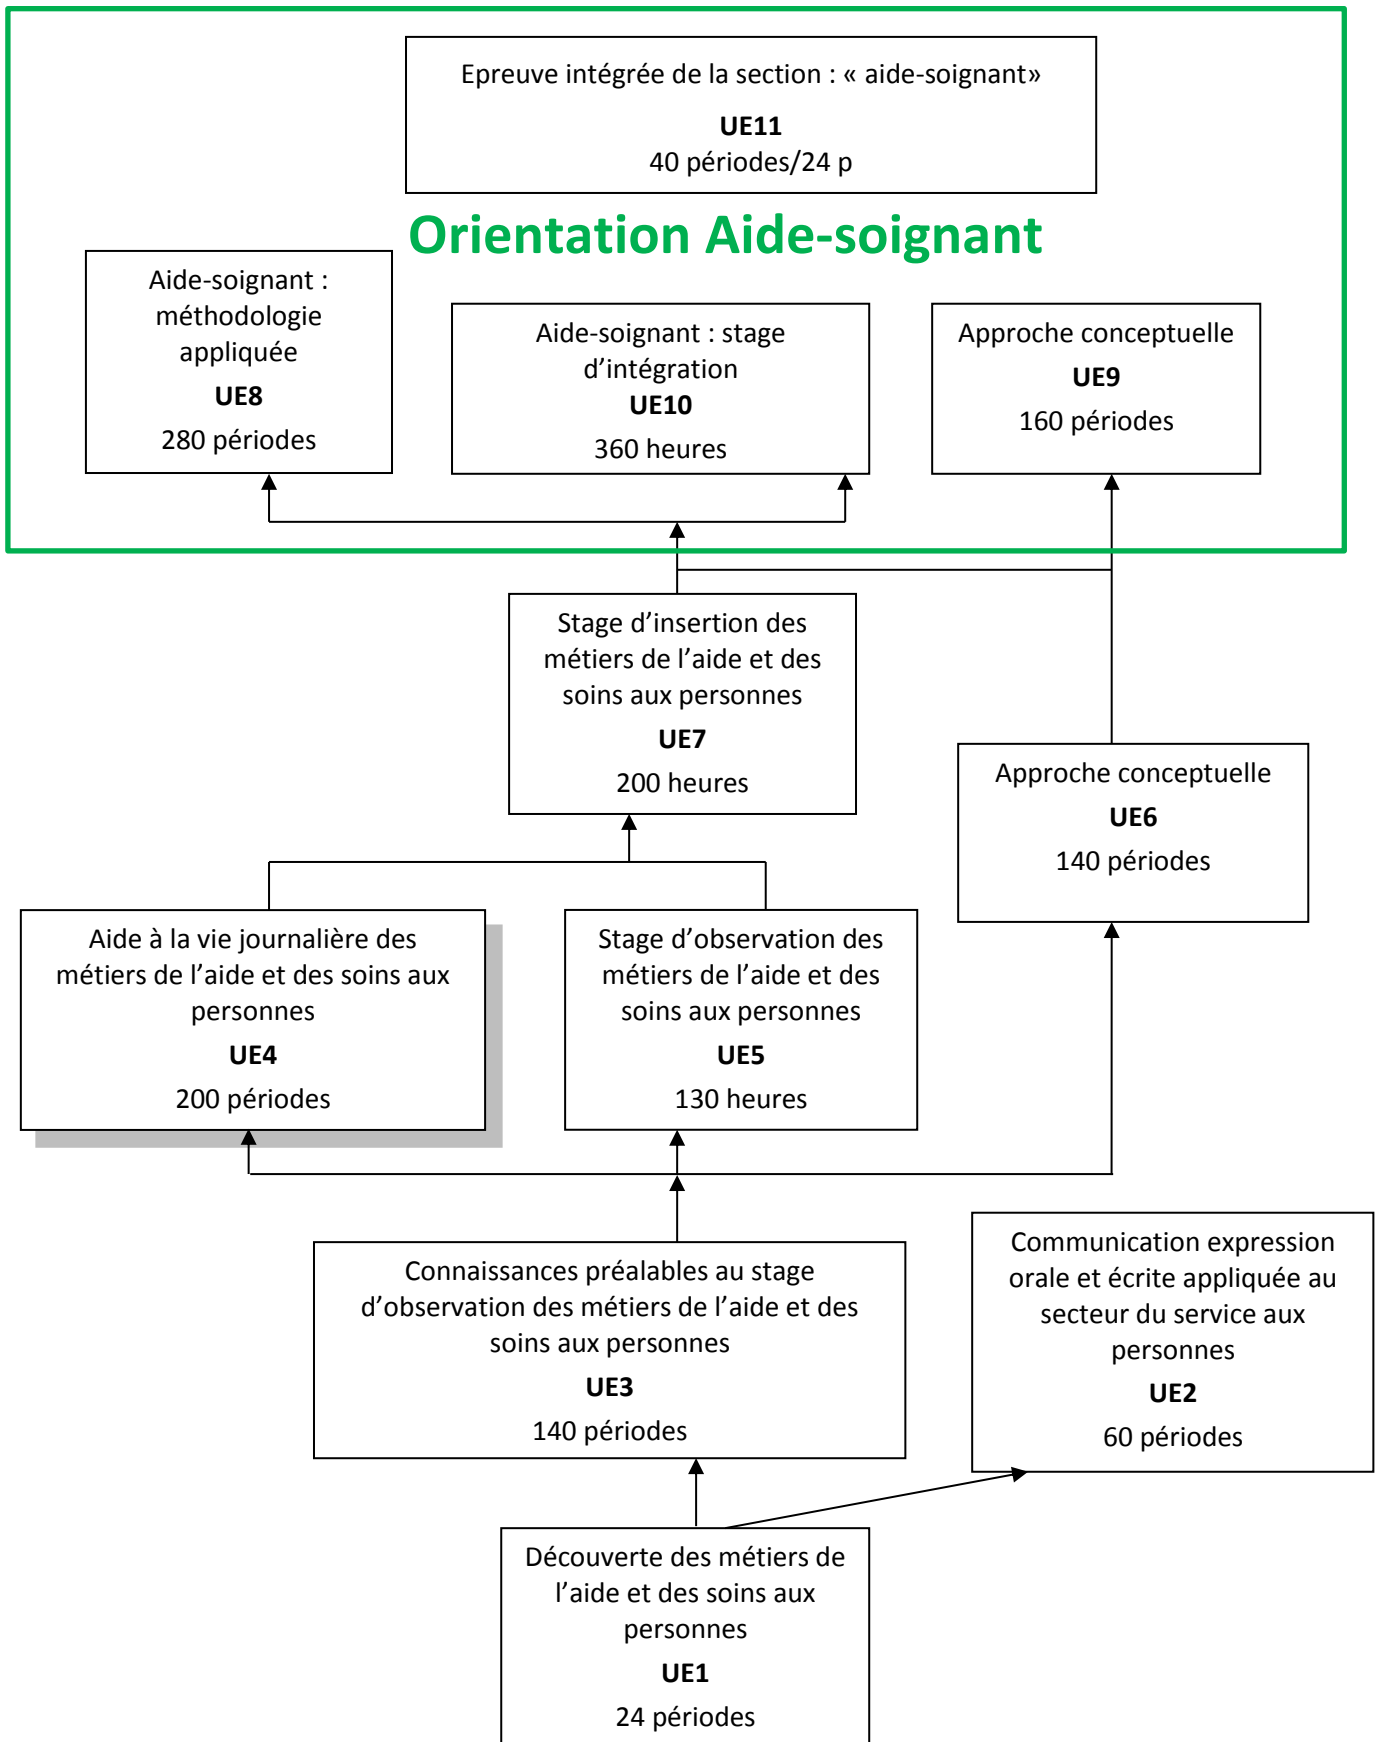 Epreuve intégrée de la section : « aide-soignant»
UE11
40 périodes/24 p
Orientation Aide-soignant
Aide-soignant :
méthodologie
appliquée
UE8
280 périodes
Aide-soignant : stage
d’intégration
UE10
360 heures
Approche conceptuelle
UE9
160 périodes
Stage d’insertion des
métiers de l’aide et des
soins aux personnes
UE7
200 heures
Approche conceptuelle
UE6
140 périodes
Aide à la vie journalière des
métiers de l’aide et des soins aux
personnes
UE4
200 périodes
Stage d’observation des
métiers de l’aide et des
soins aux personnes
UE5
130 heures
Connaissances préalables au stage
d’observation des métiers de l’aide et des
soins aux personnes
UE3
140 périodes
Communication expression
orale et écrite appliquée au
secteur du service aux
personnes
UE2
60 périodes
Découverte des métiers de
l’aide et des soins aux
personnes
UE1
24 périodes